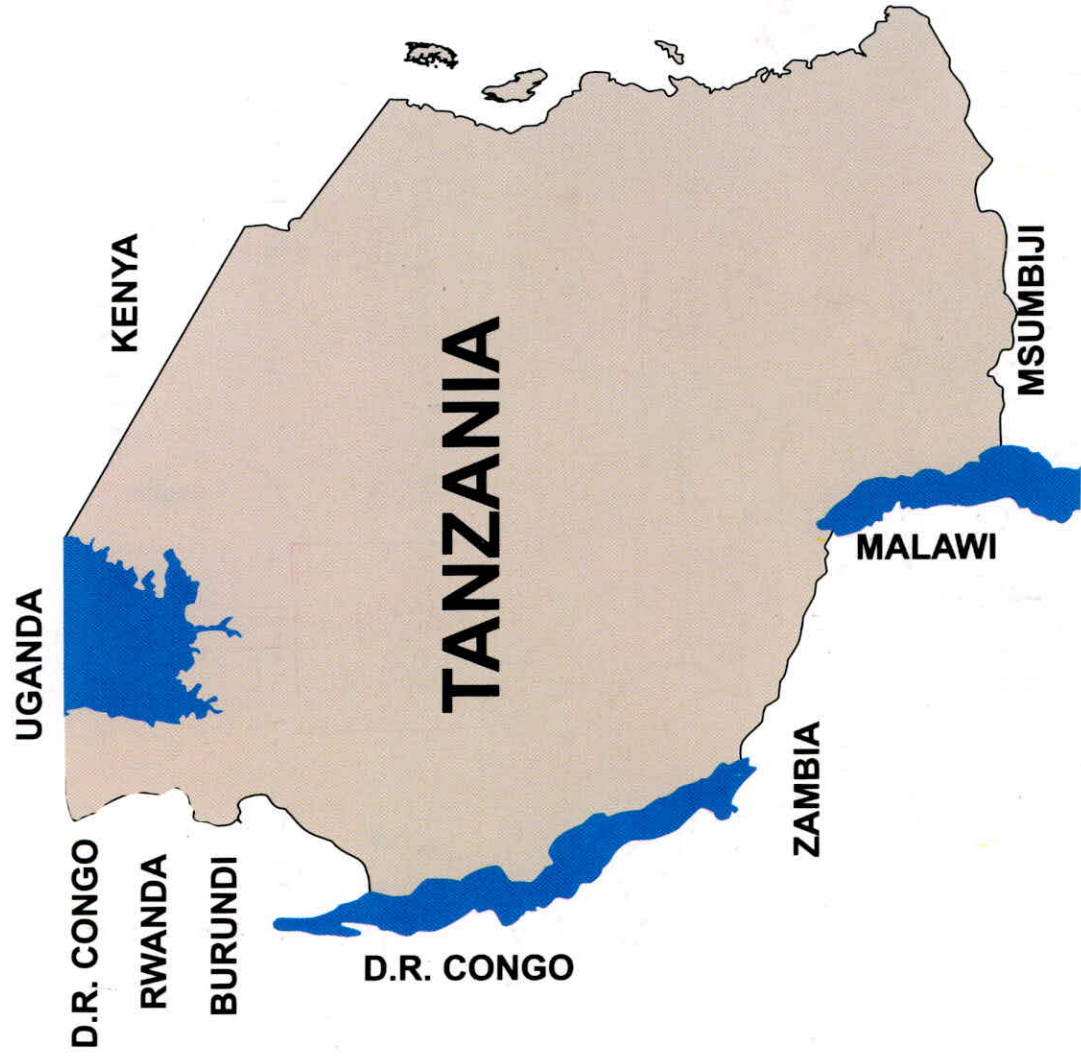 UGANDA
KENYA
D.R. CONGO
RWANDA
BURUNDI
TANZANIA
D.R. CONGO
ZAMBIA
MALAWI
MSUMBIJI